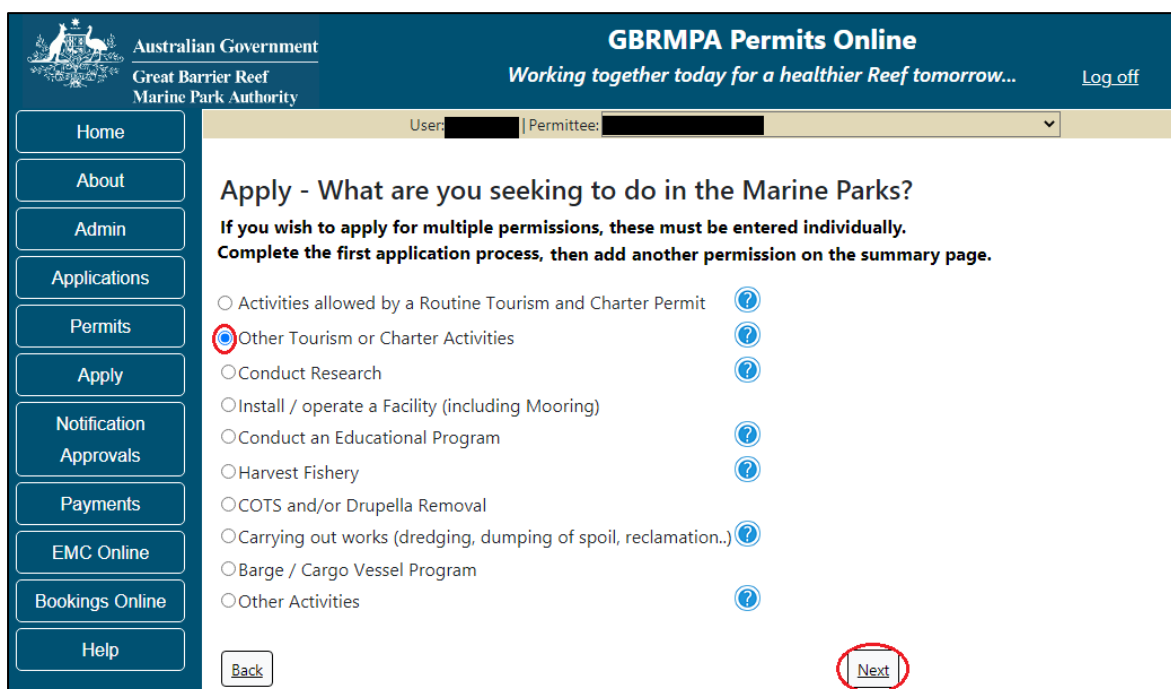 Australian Government
Great Barrier Reef
Marine Park Authority
GBRMPA Permits Online
Working together today for a healthier Reef tomorrow...
Log off
User: | Permittee:
Home
About
Admin
Applications
Permits
Apply
Notification
Approvals
Payments
EMC Online
Bookings Online
Help
Apply - What are you seeking to do in the Marine Parks?
If you wish to apply for multiple permissions, these must be entered individually.
Complete the first application process, then add another permission on the summary page.
Activities allowed by a Routine Tourism and Charter Permit ?
Other Tourism or Charter Activities ?
Conduct Research ?
Install / operate a Facility (including Mooring)
Conduct an Educational Program ?
Harvest Fishery ?
COTS and/or Drupella Removal
Carrying out works (dredging, dumping of spoil, reclamation..) ?
Barge / Cargo Vessel Program
Other Activities ?
Back
Next